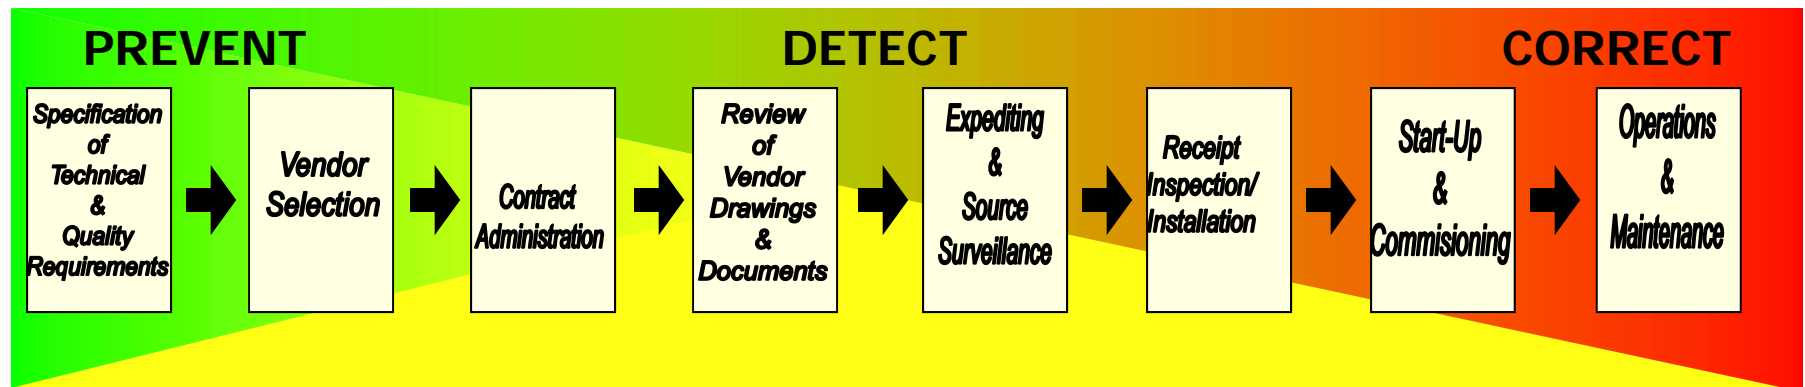 PREVENT
DETECT
CORRECT
Specification
of
Technical
&
Quality
Requirements
Vendor
Selection
Contract
Administration
Review
of
Vendor
Drawings
&
Documents
Expediting
&
Source
Surveillance
Receipt
Inspection/
Installation
Start-Up
&
Commisioning
Operations
&
Maintenance